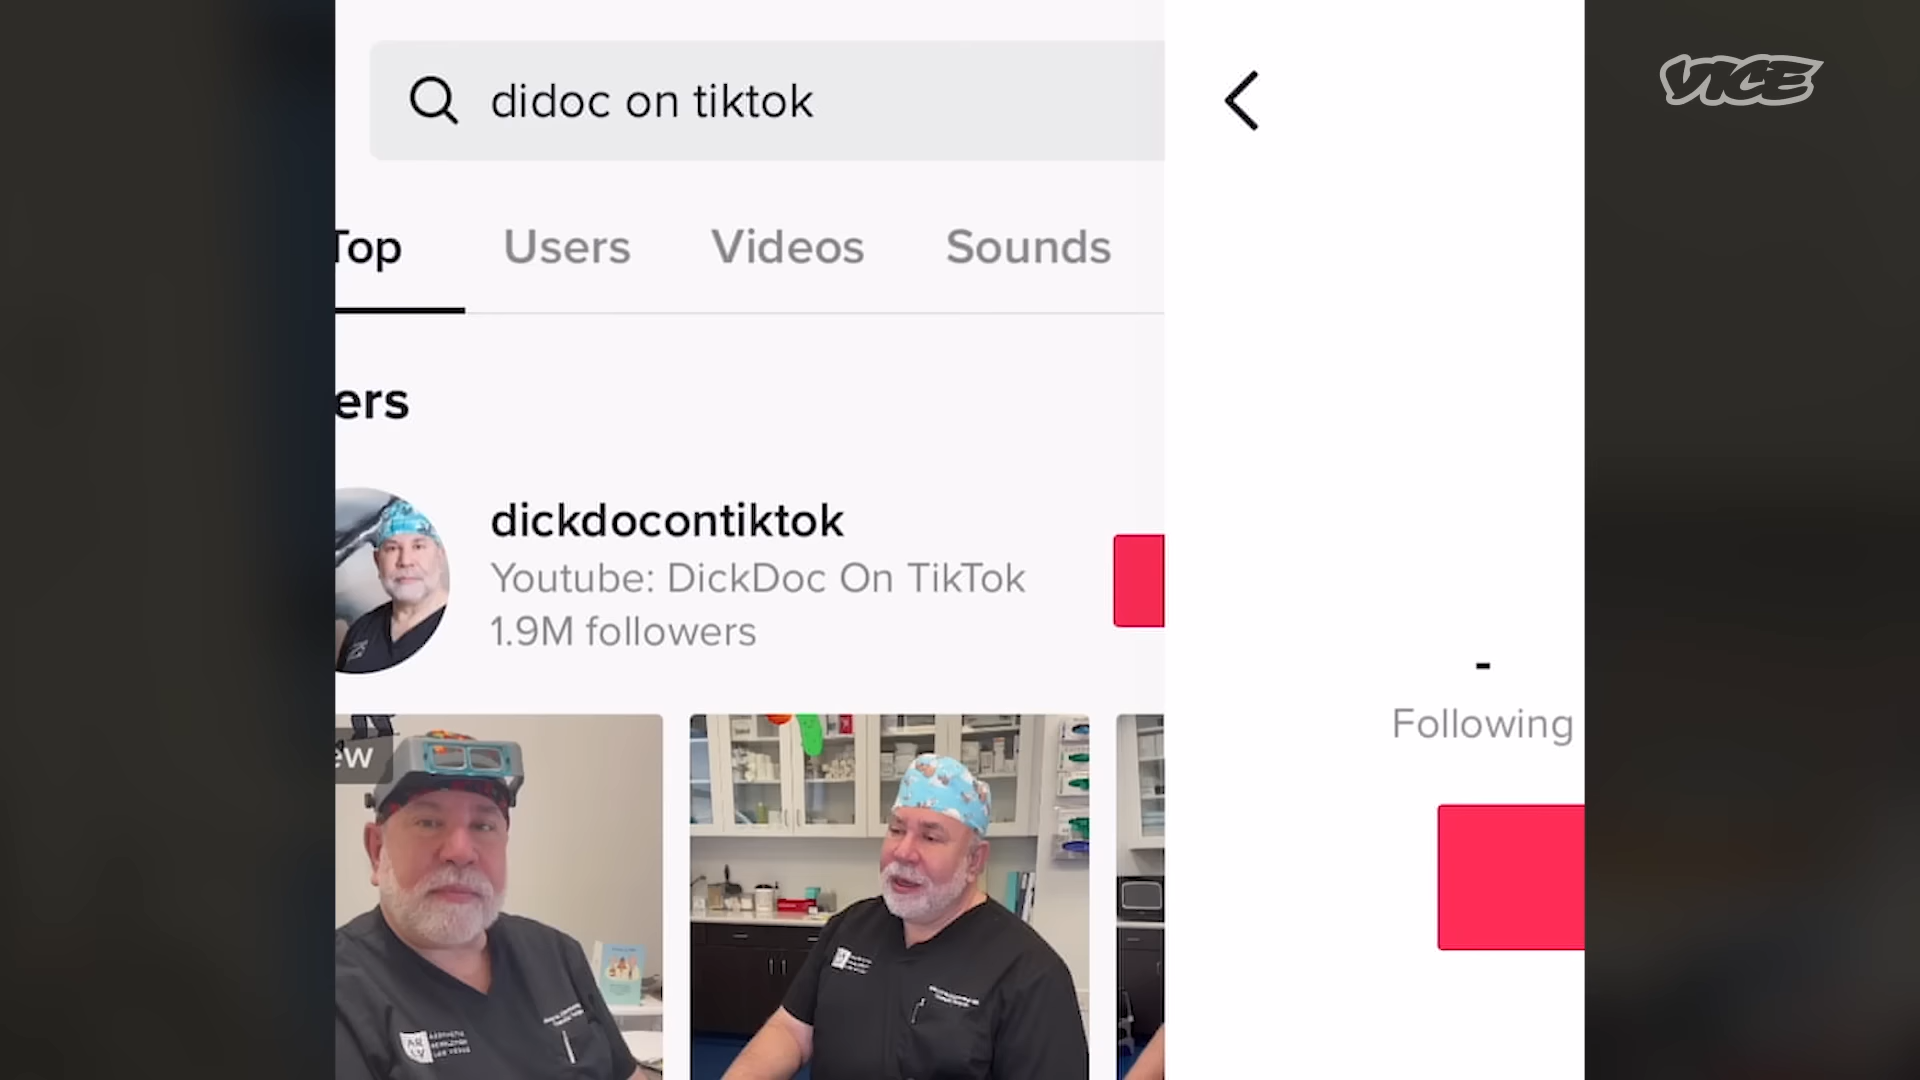 VICE
didoc on tiktok
Top
Users
Videos
Sounds
ers
dickdocontiktok
Youtube: DickDoc On TikTok
1.9M followers
-
Following
ew